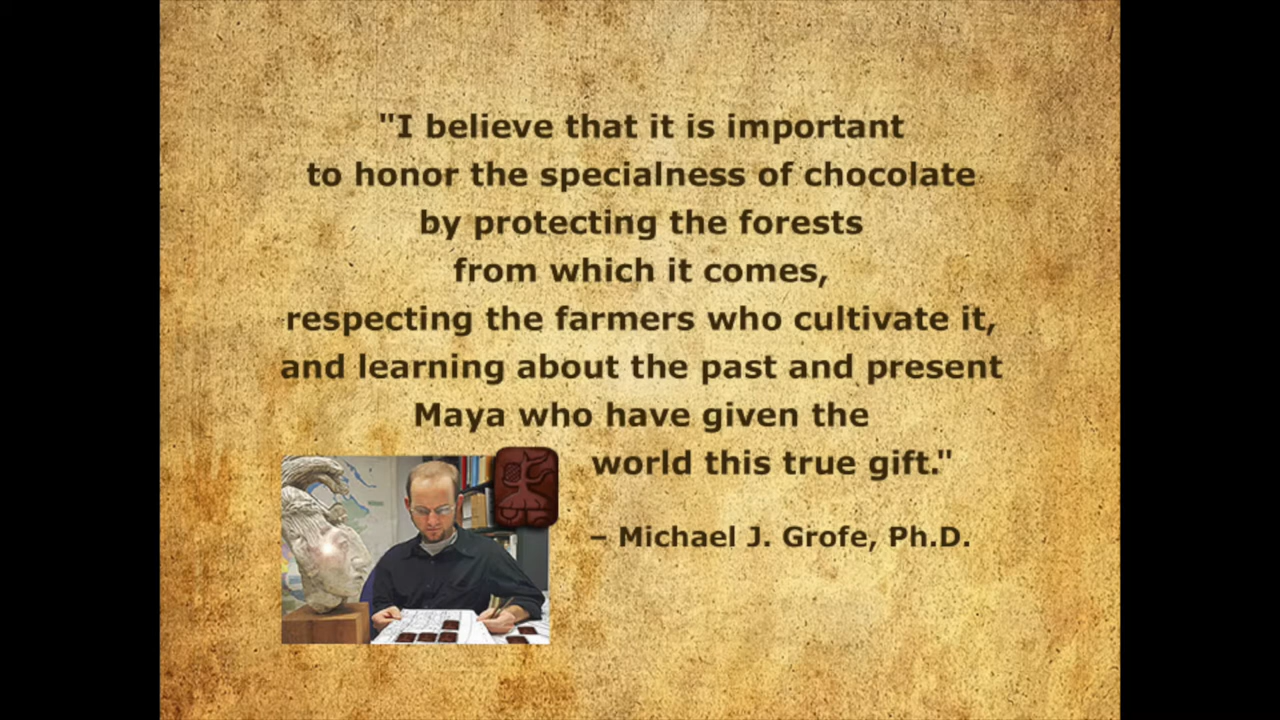 "I believe that it is important
to honor the specialness of chocolate
by protecting the forests
from which it comes,
respecting the farmers who cultivate it,
and learning about the past and present
Maya who have given the
world this true gift."
– Michael J. Grofe, Ph.D.